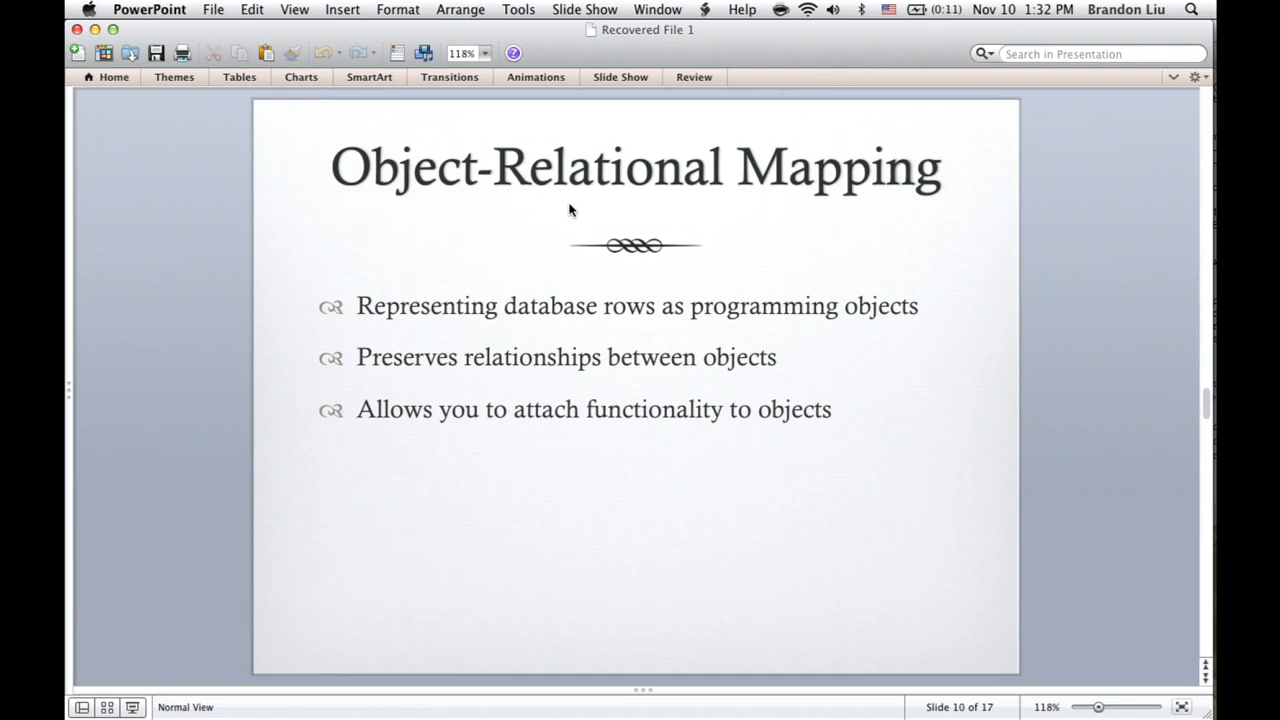 PowerPoint File Edit View Insert Format Arrange Tools Slide Show Window Help (0:11) Nov 10 1:32 PM Brandon Liu
Recovered File 1
118% Search in Presentation
Home Themes Tables Charts SmartArt Transitions Animations Slide Show Review
Object-Relational Mapping
Representing database rows as programming objects
Preserves relationships between objects
Allows you to attach functionality to objects
Normal View Slide 10 of 17 118%